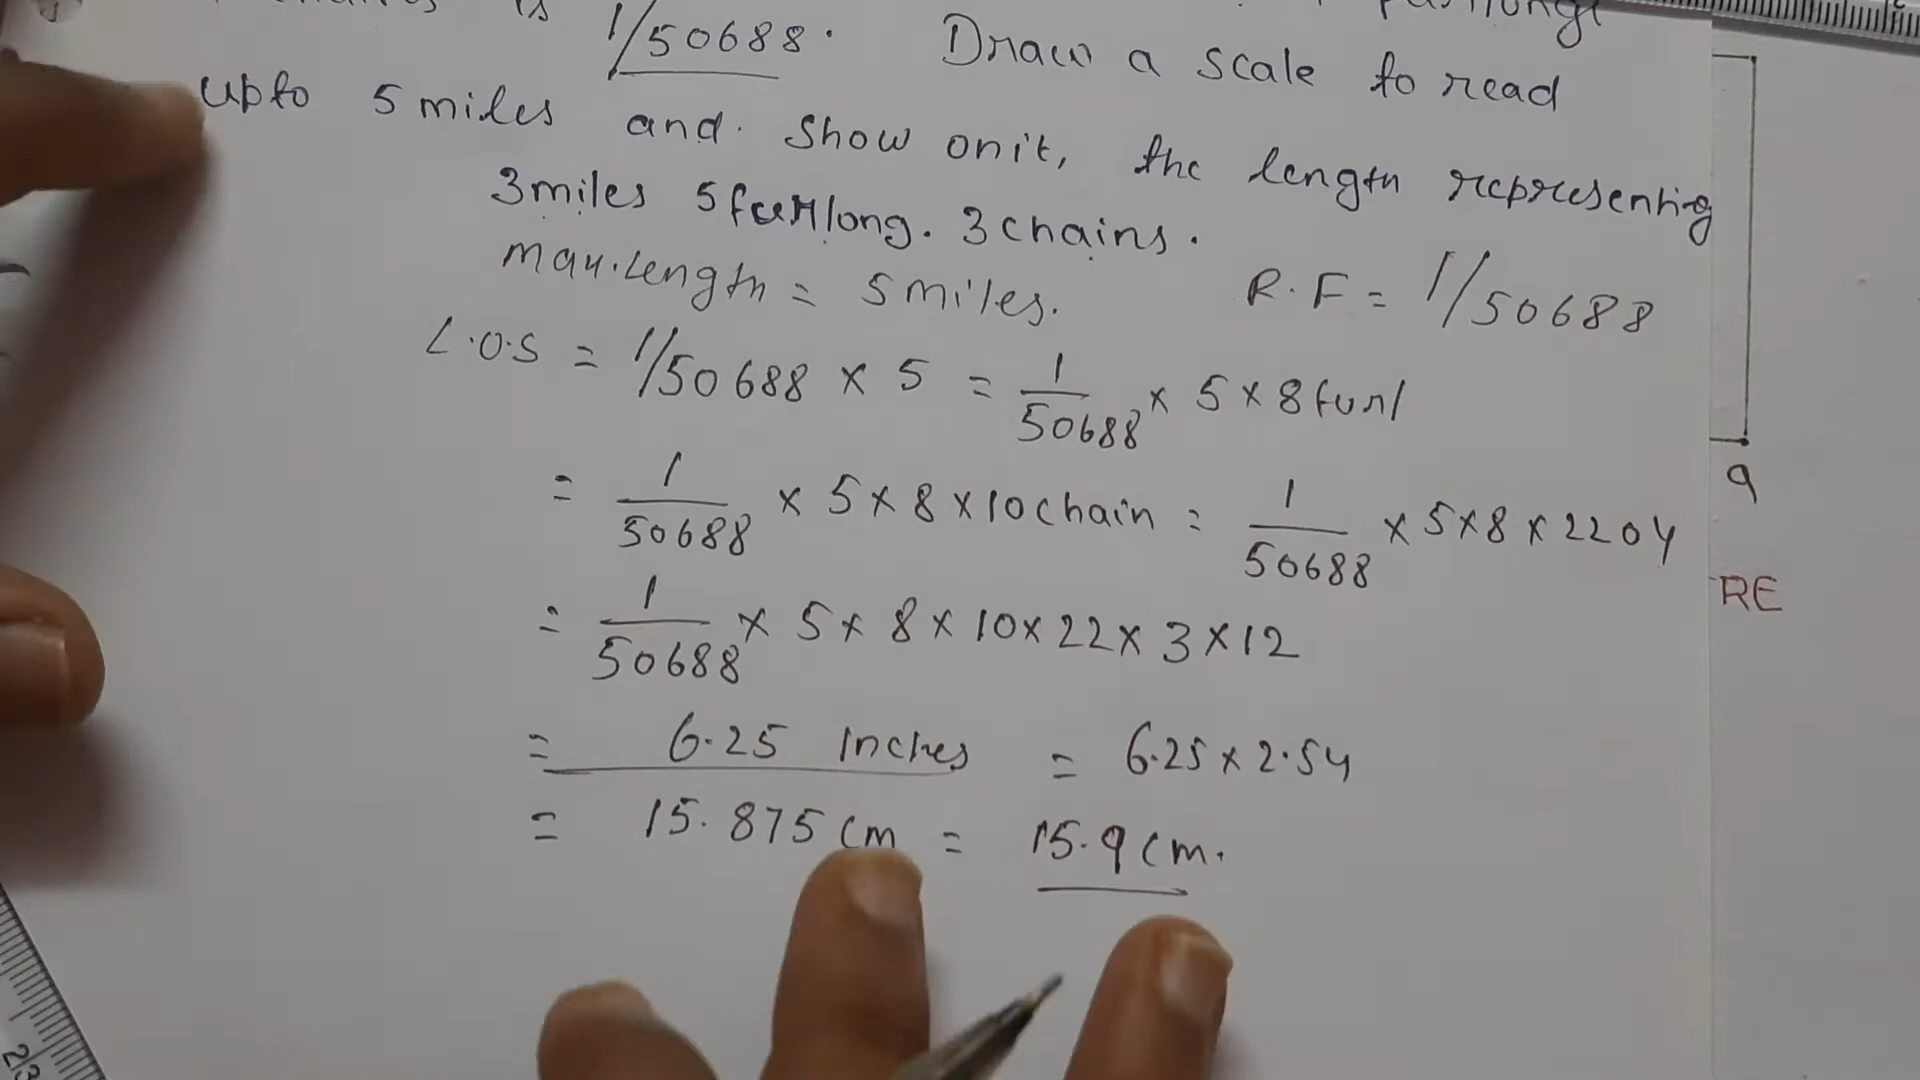 is 1/50688. Draw a scale to read
upto 5 miles and. Show on it, the length representing
3 miles 5 furlong. 3 chains.
max.length = 5 miles. R.F = 1/50688
L.O.S = 1/50688 × 5 = 1/50688 × 5 × 8 furl
= 1/50688 × 5 × 8 × 10 chain = 1/50688 × 5 × 8 × 220 y
= 1/50688 × 5 × 8 × 10 × 22 × 3 × 12
= 6.25 Inches = 6.25 × 2.54
= 15.875 cm = 15.9 cm.
9
RE
23